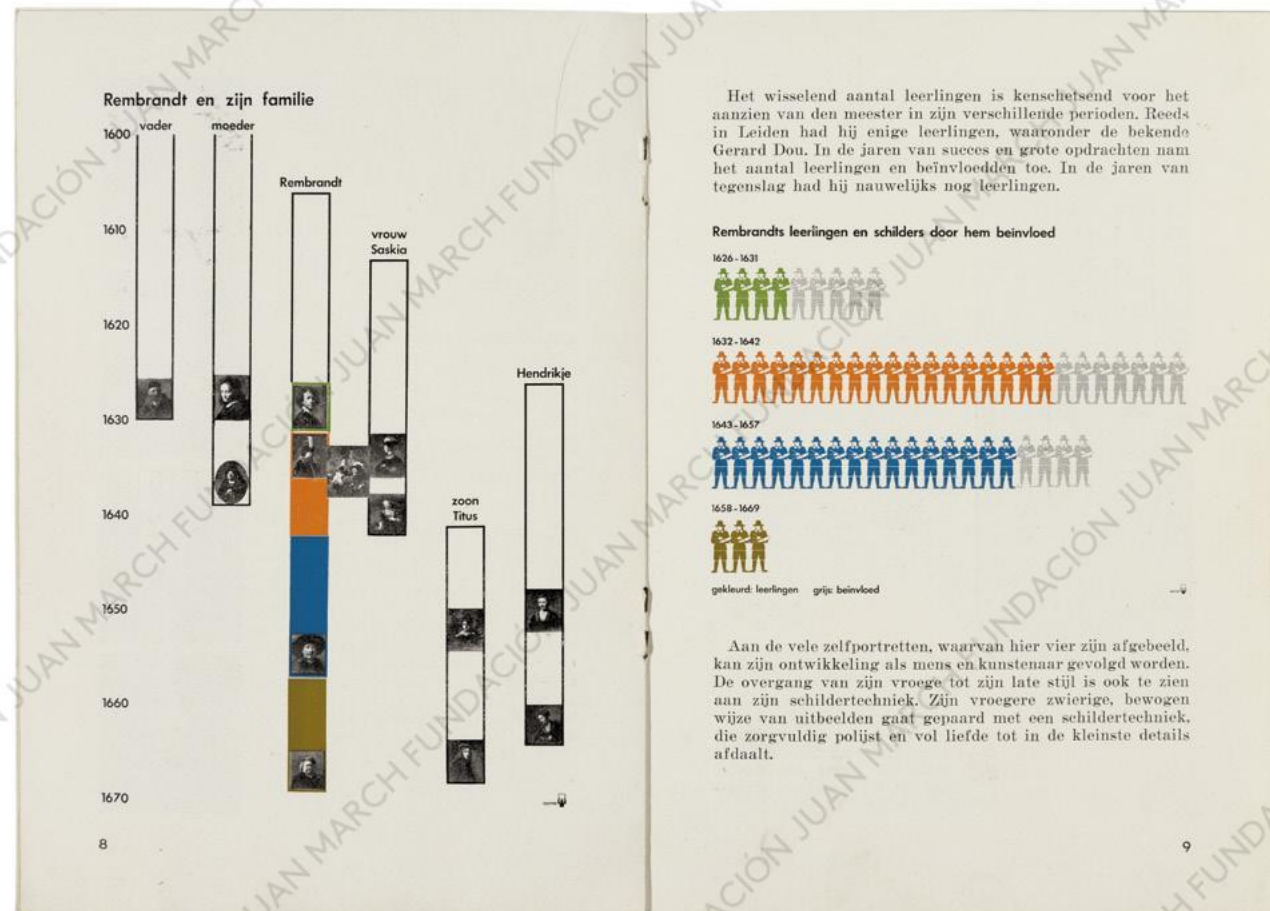 Rembrandt en zijn familie
vader moeder
1600
Rembrandt
1610
vrouw
Saskia
1620
Hendrikje
1630
zoon
Titus
1640
1650
1660
1670
8
Het wisselend aantal leerlingen is kenschetsend voor het
aanzien van den meester in zijn verschillende perioden. Reeds
in Leiden had hij enige leerlingen, waaronder de bekende
Gerard Dou. In de jaren van succes en grote opdrachten nam
het aantal leerlingen en beïnvloedden toe. In de jaren van
tegenslag had hij nauwelijks nog leerlingen.
Rembrandts leerlingen en schilders door hem beinvloed
1626-1631
1632-1642
1643-1657
1658-1669
gekleurd: leerlingen grijs: beinvloed
Aan de vele zelfportretten, waarvan hier vier zijn afgebeeld,
kan zijn ontwikkeling als mens en kunstenaar gevolgd worden.
De overgang van zijn vroege tot zijn late stijl is ook te zien
aan zijn schildertechniek. Zijn vroegere zwierige, bewogen
wijze van uitbeelden gaat gepaard met een schildertechniek,
die zorgvuldig polijst en vol liefde tot in de kleinste details
afdaalt.
9
FUNDACIÓN JUAN MARCH